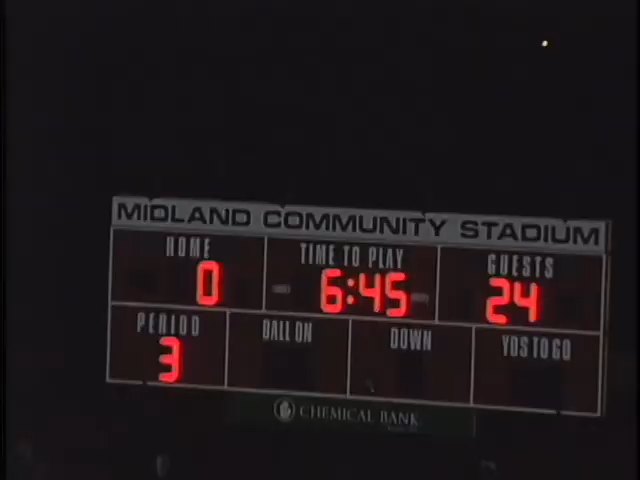 MIDLAND COMMUNITY STADIUM
HOME TIME TO PLAY GUESTS
0 6:45 24
PERIOD BALL ON DOWN YDS TO GO
3
CHEMICAL BANK